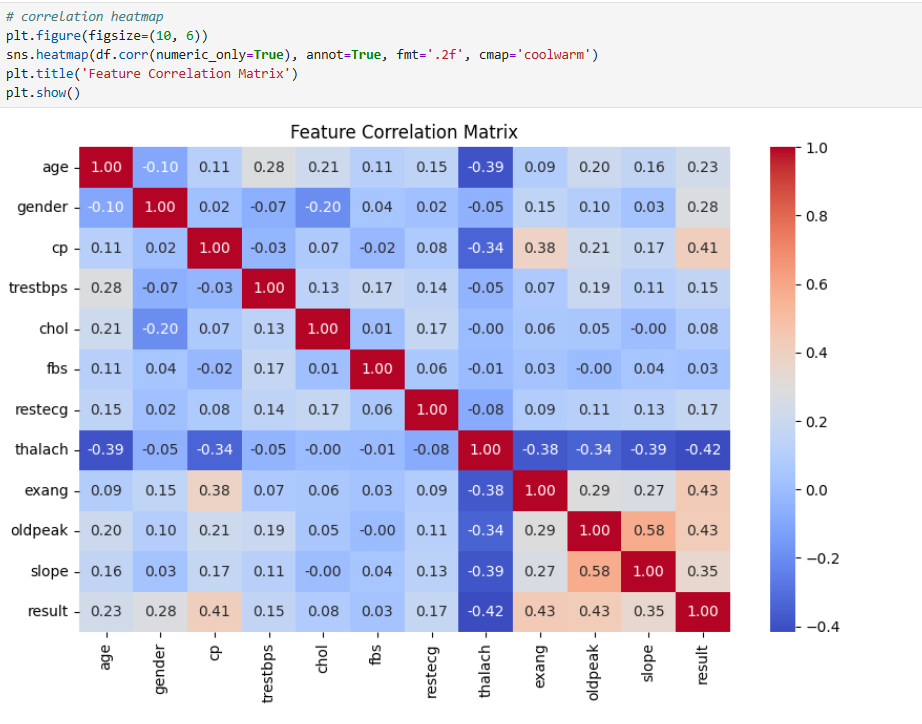 # correlation heatmap
plt.figure(figsize=(10, 6))
sns.heatmap(df.corr(numeric_only=True), annot=True, fmt='.2f', cmap='coolwarm')
plt.title('Feature Correlation Matrix')
plt.show()
Feature Correlation Matrix
age 1.00 -0.10 0.11 0.28 0.21 0.11 0.15 -0.39 0.09 0.20 0.16 0.23
gender -0.10 1.00 0.02 -0.07 -0.20 0.04 0.02 -0.05 0.15 0.10 0.03 0.28
cp 0.11 0.02 1.00 -0.03 0.07 -0.02 0.08 -0.34 0.38 0.21 0.17 0.41
trestbps 0.28 -0.07 -0.03 1.00 0.13 0.17 0.14 -0.05 0.07 0.19 0.11 0.15
chol 0.21 -0.20 0.07 0.13 1.00 0.01 0.17 -0.00 0.06 0.05 -0.00 0.08
fbs 0.11 0.04 -0.02 0.17 0.01 1.00 0.06 -0.01 0.03 -0.00 0.04 0.03
restecg 0.15 0.02 0.08 0.14 0.17 0.06 1.00 -0.08 0.09 0.11 0.13 0.17
thalach -0.39 -0.05 -0.34 -0.05 -0.00 -0.01 -0.08 1.00 -0.38 -0.34 -0.39 -0.42
exang 0.09 0.15 0.38 0.07 0.06 0.03 0.09 -0.38 1.00 0.29 0.27 0.43
oldpeak 0.20 0.10 0.21 0.19 0.05 -0.00 0.11 -0.34 0.29 1.00 0.58 0.43
slope 0.16 0.03 0.17 0.11 -0.00 0.04 0.13 -0.39 0.27 0.58 1.00 0.35
result 0.23 0.28 0.41 0.15 0.08 0.03 0.17 -0.42 0.43 0.43 0.35 1.00
age gender cp trestbps chol fbs restecg thalach exang oldpeak slope result
1.0
0.8
0.6
0.4
0.2
0.0
−0.2
−0.4